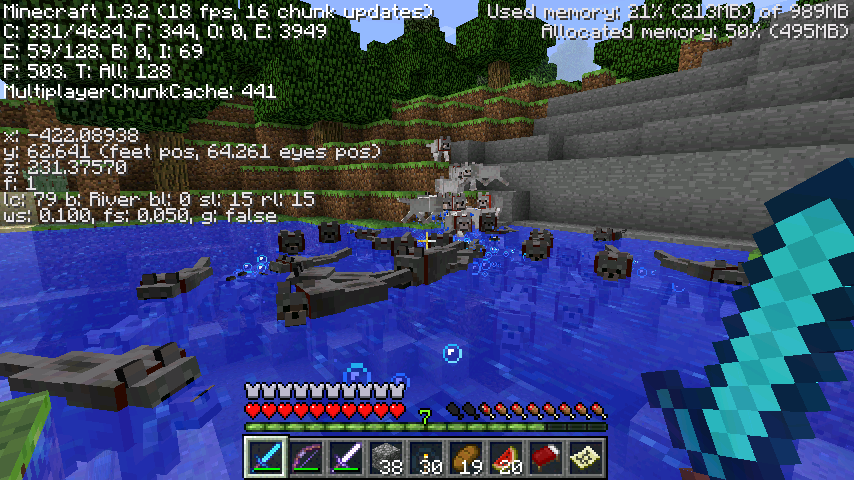 Minecraft 1.3.2 (18 fps, 16 chunk updates)
C: 331/4624. F: 344, O: 0, E: 3949
E: 59/128. B: 0, I: 69
P: 503. T: All: 128
MultiplayerChunkCache: 441
x: -422.08938
y: 62.641 (feet pos, 64.261 eyes pos)
z: 231.37570
f: 1
lc: 79 b: River bl: 0 sl: 15 rl: 15
ws: 0.100, fs: 0.050, g: false
Used memory: 21% (213MB) of 989MB
Allocated memory: 50% (495MB)
7
38
30
19
20